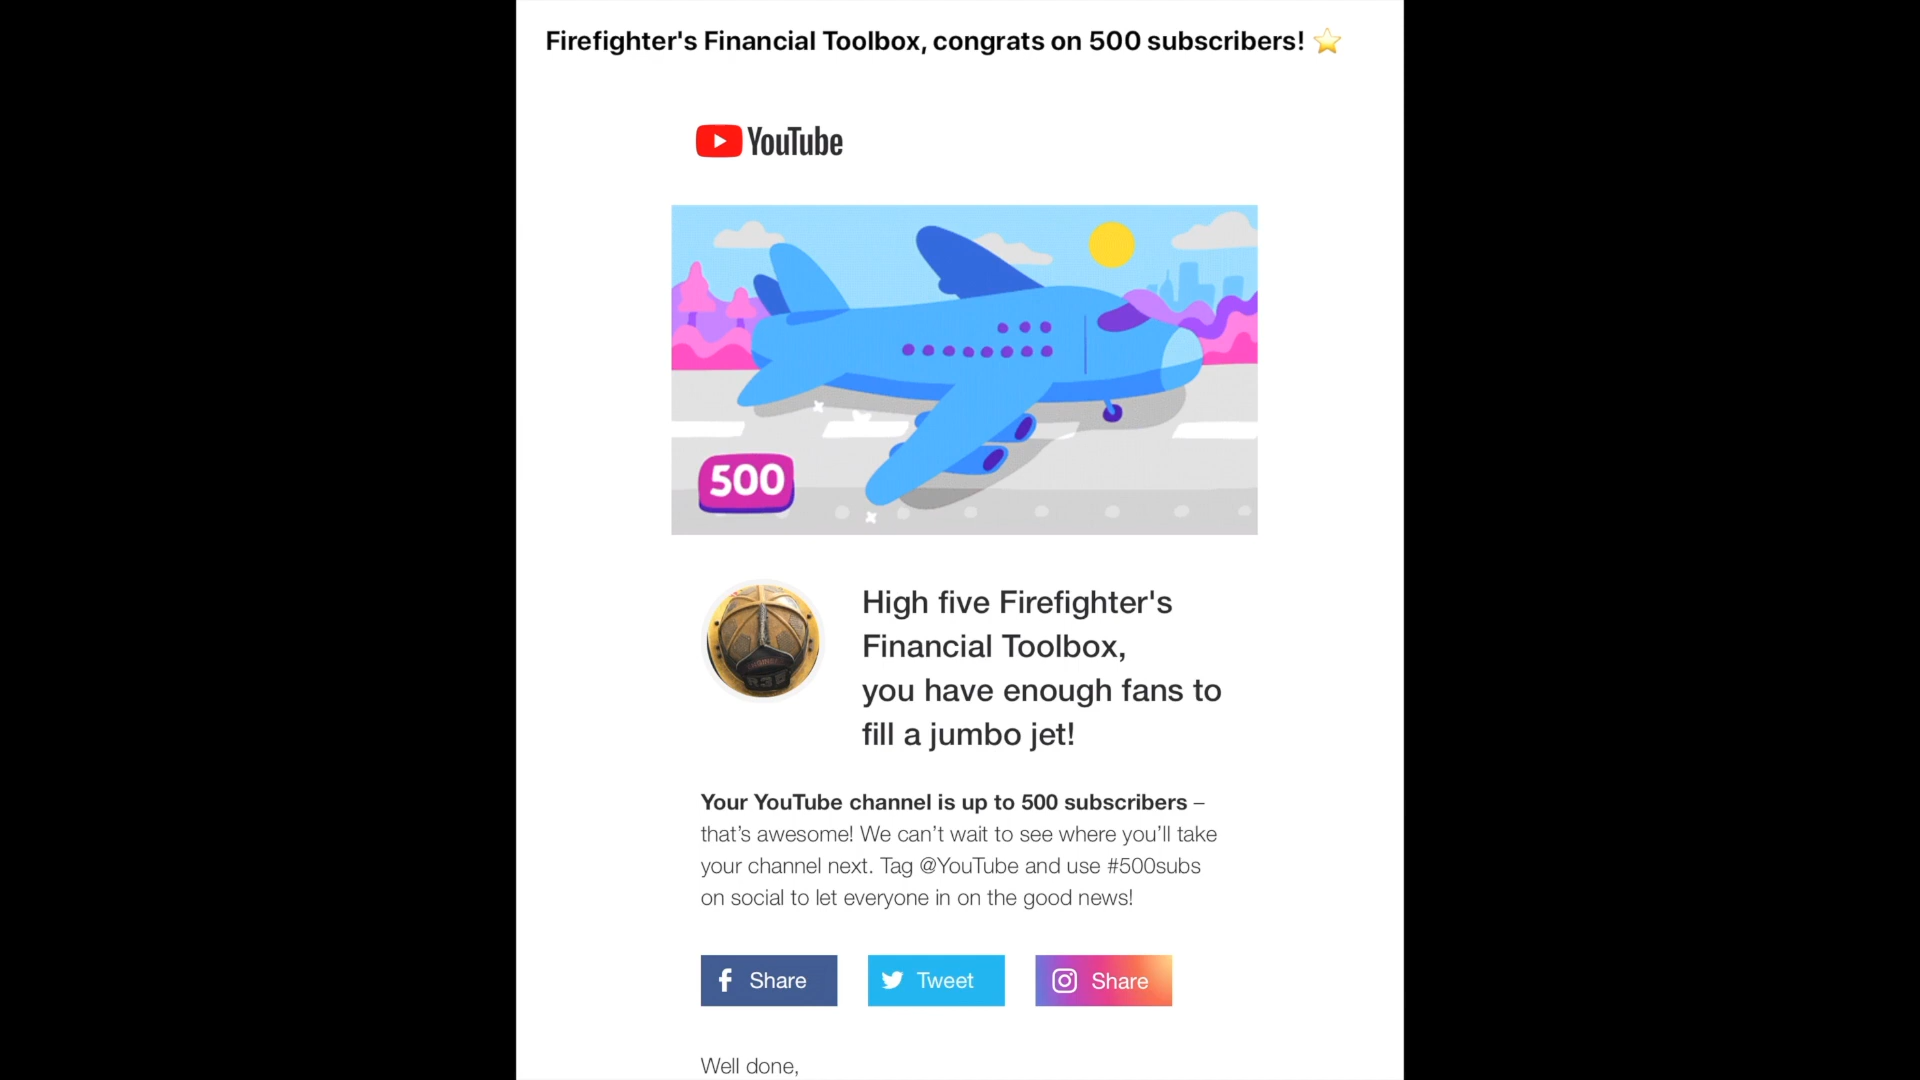 Firefighter's Financial Toolbox, congrats on 500 subscribers! ⭐
YouTube
500
High five Firefighter's
Financial Toolbox,
you have enough fans to
fill a jumbo jet!
Your YouTube channel is up to 500 subscribers –
that’s awesome! We can’t wait to see where you’ll take
your channel next. Tag @YouTube and use #500subs
on social to let everyone in on the good news!
Share
Tweet
Share
Well done,